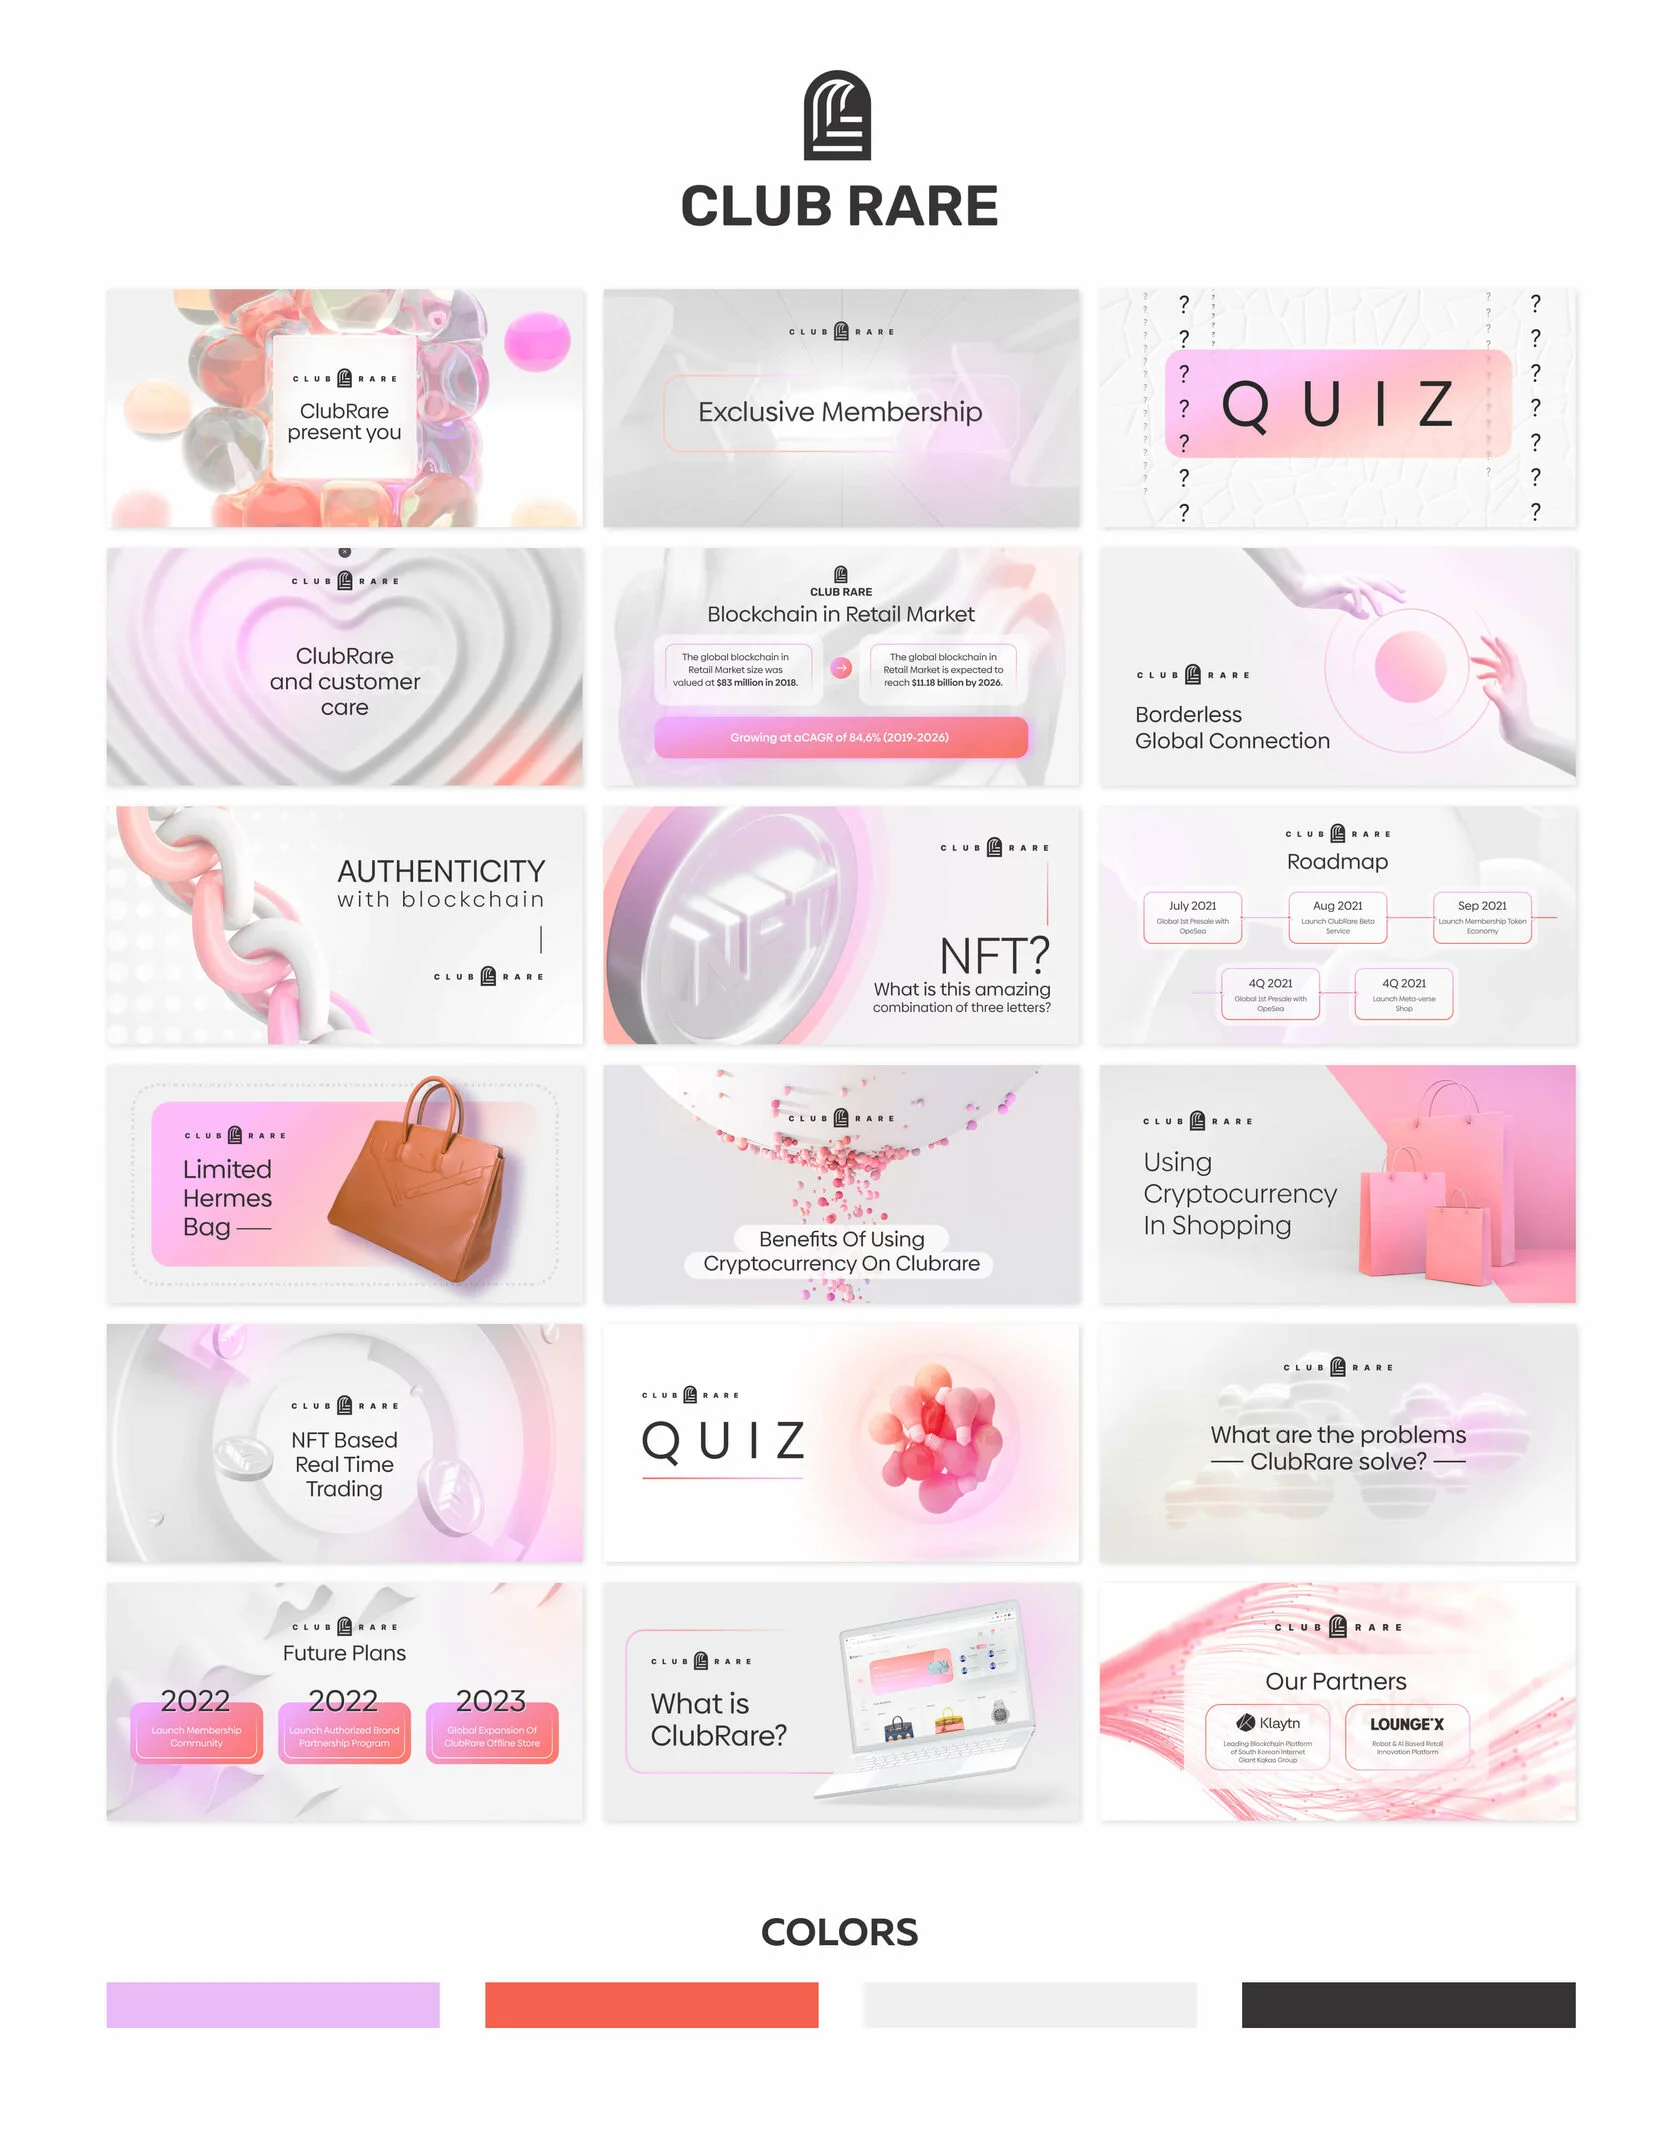 CLUB RARE
CLUB RARE
ClubRare
present you
CLUB RARE
Exclusive Membership
? ? ? ? ? ? ?
QUIZ
? ? ? ? ? ? ?
CLUB RARE
ClubRare
and customer
care
CLUB RARE
Blockchain in Retail Market
The global blockchain in
Retail Market size was
valued at $83 million in 2018.
The global blockchain in
Retail Market is expected to
reach $11.18 billion by 2026.
Growing at aCAGR of 84,6% (2019-2026)
CLUB RARE
Borderless
Global Connection
AUTHENTICITY
with blockchain
CLUB RARE
NFT
CLUB RARE
NFT?
What is this amazing
combination of three letters?
CLUB RARE
Roadmap
July 2021
Global 1st Presale with
OpeSea
Aug 2021
Launch ClubRare Beta
Service
Sep 2021
Launch Membership Token
Economy
4Q 2021
Global 1st Presale with
OpeSea
4Q 2021
Launch Meta-verse
Shop
CLUB RARE
Limited
Hermes
Bag
CLUB RARE
Benefits Of Using
Cryptocurrency On Clubrare
CLUB RARE
Using
Cryptocurrency
In Shopping
CLUB RARE
NFT Based
Real Time
Trading
CLUB RARE
QUIZ
CLUB RARE
What are the problems
ClubRare solve?
CLUB RARE
Future Plans
2022
Launch Membership
Community
2022
Launch Authorized Brand
Partnership Program
2023
Global Expansion Of
ClubRare Offline Store
CLUB RARE
What is
ClubRare?
CLUB RARE
Our Partners
Klaytn
Leading Blockchain Platform
of South Korean Internet
Giant Kakao Group
LOUNGE'X
Robot & AI Based Retail
Innovation Platform
COLORS